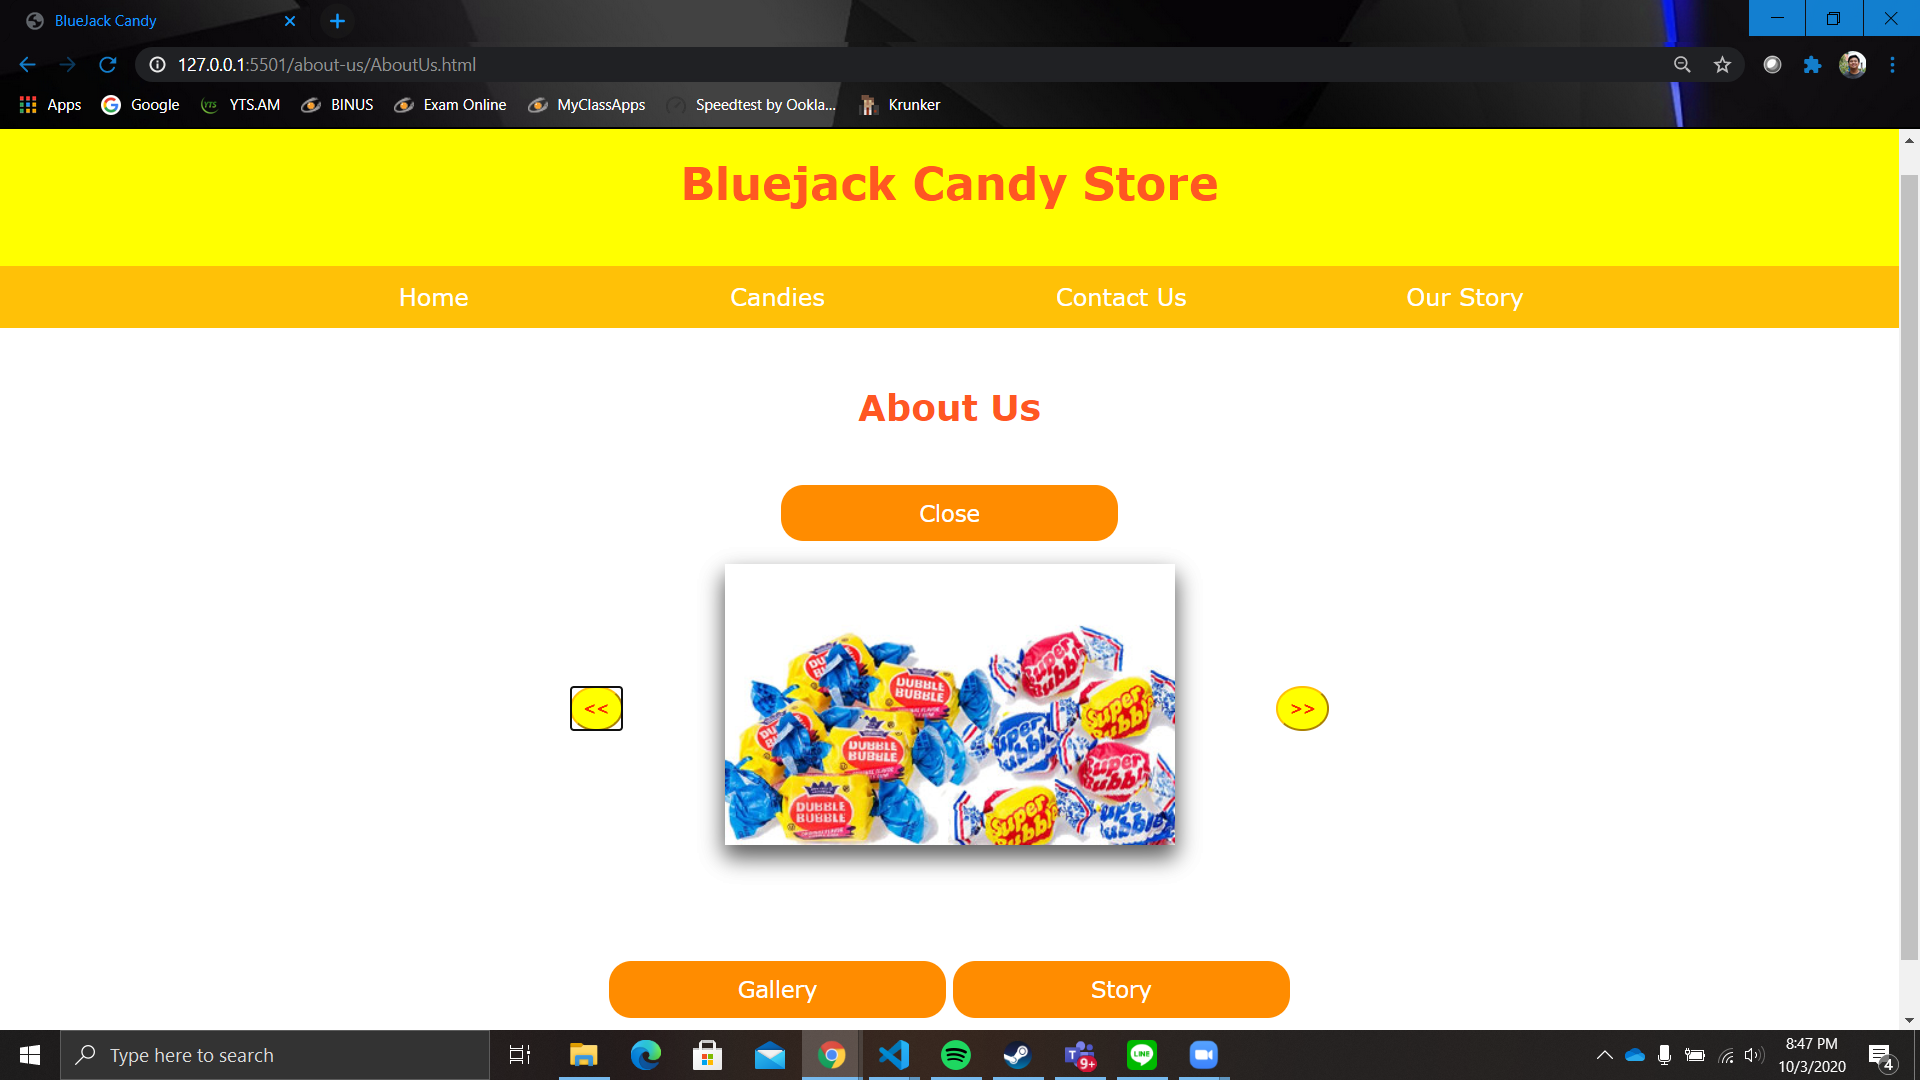 BlueJack Candy
127.0.0.1:5501/about-us/AboutUs.html
Apps Google YTS.AM BINUS Exam Online MyClassApps Speedtest by Ookla... Krunker
Bluejack Candy Store
Home Candies Contact Us Our Story
About Us
Close
<< >>
DUBBLE BUBBLE
Super Bubble
DUBBLE BUBBLE
Super
DUBBLE BUBBLE
Super Bubble
Gallery Story
Type here to search
9+
LINE
8:47 PM
10/3/2020
4